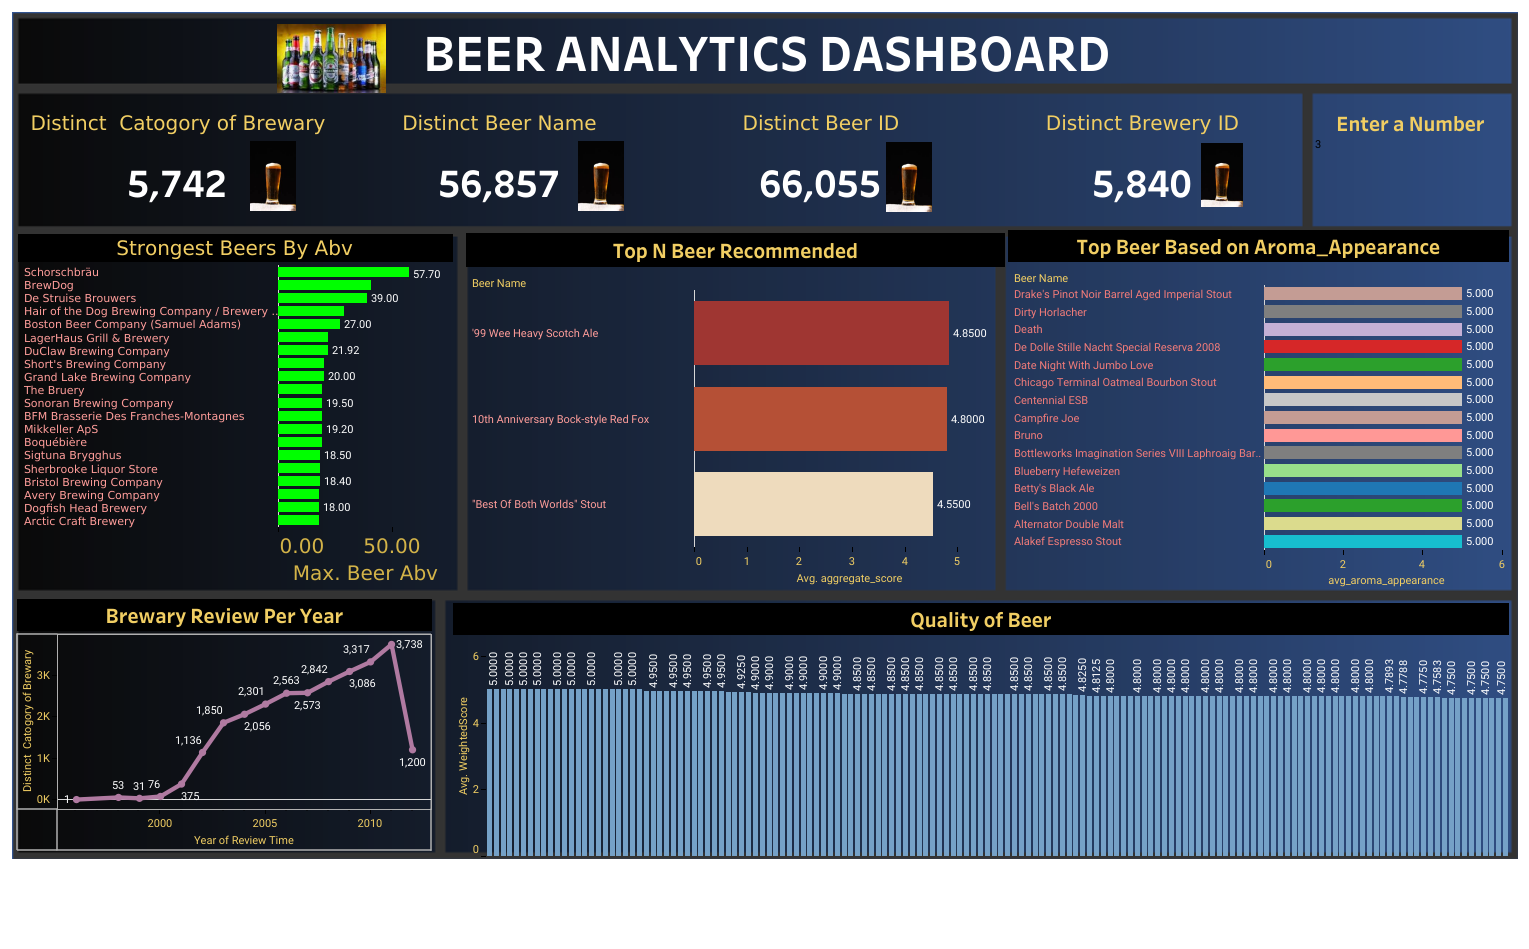 BEER ANALYTICS DASHBOARD
Distinct  Catogory of Brewary
5,742
Distinct Beer Name
56,857
Distinct Beer ID
66,055
Distinct Brewery ID
5,840
Enter a Number
3
Strongest Beers By Abv
Schorschbräu 57.70
BrewDog
De Struise Brouwers 39.00
Hair of the Dog Brewing Company / Brewery ..
Boston Beer Company (Samuel Adams) 27.00
LagerHaus Grill & Brewery
DuClaw Brewing Company 21.92
Short's Brewing Company
Grand Lake Brewing Company 20.00
The Bruery
Sonoran Brewing Company 19.50
BFM Brasserie Des Franches-Montagnes
Mikkeller ApS 19.20
Boquébière
Sigtuna Brygghus 18.50
Sherbrooke Liquor Store
Bristol Brewing Company 18.40
Avery Brewing Company
Dogfish Head Brewery 18.00
Arctic Craft Brewery
0.00 50.00
Max. Beer Abv
Top N Beer Recommended
Beer Name
'99 Wee Heavy Scotch Ale 4.8500
10th Anniversary Bock-style Red Fox 4.8000
"Best Of Both Worlds" Stout 4.5500
0 1 2 3 4 5
Avg. aggregate_score
Top Beer Based on Aroma_Appearance
Beer Name
Drake's Pinot Noir Barrel Aged Imperial Stout 5.000
Dirty Horlacher 5.000
Death 5.000
De Dolle Stille Nacht Special Reserva 2008 5.000
Date Night With Jumbo Love 5.000
Chicago Terminal Oatmeal Bourbon Stout 5.000
Centennial ESB 5.000
Campfire Joe 5.000
Bruno 5.000
Bottleworks Imagination Series VIII Laphroaig Bar.. 5.000
Blueberry Hefeweizen 5.000
Betty's Black Ale 5.000
Bell's Batch 2000 5.000
Alternator Double Malt 5.000
Alakef Espresso Stout 5.000
0 2 4 6
avg_aroma_appearance
Brewary Review Per Year
Distinct  Catogory of Brewary
3K
2K
1K
0K
1 53 31 76 375 1,136 1,850 2,056 2,301 2,563 2,573 2,842 3,086 3,317 3,738 1,200
2000 2005 2010
Year of Review Time
Quality of Beer
Avg. WeightedScore
6
4
2
0
5.0000 5.0000 5.0000 5.0000 5.0000 5.0000 5.0000 5.0000 5.0000 4.9500 4.9500 4.9500 4.9500 4.9500 4.9250 4.9000 4.9000 4.9000 4.9000 4.9000 4.8500 4.8500 4.8500 4.8500 4.8500 4.8500 4.8500 4.8500 4.8500 4.8500 4.8500 4.8500 4.8500 4.8250 4.8125 4.8000 4.8000 4.8000 4.8000 4.8000 4.8000 4.8000 4.8000 4.8000 4.8000 4.8000 4.8000 4.8000 4.8000 4.8000 4.7893 4.7788 4.7750 4.7583 4.7500 4.7500 4.7500 4.7500